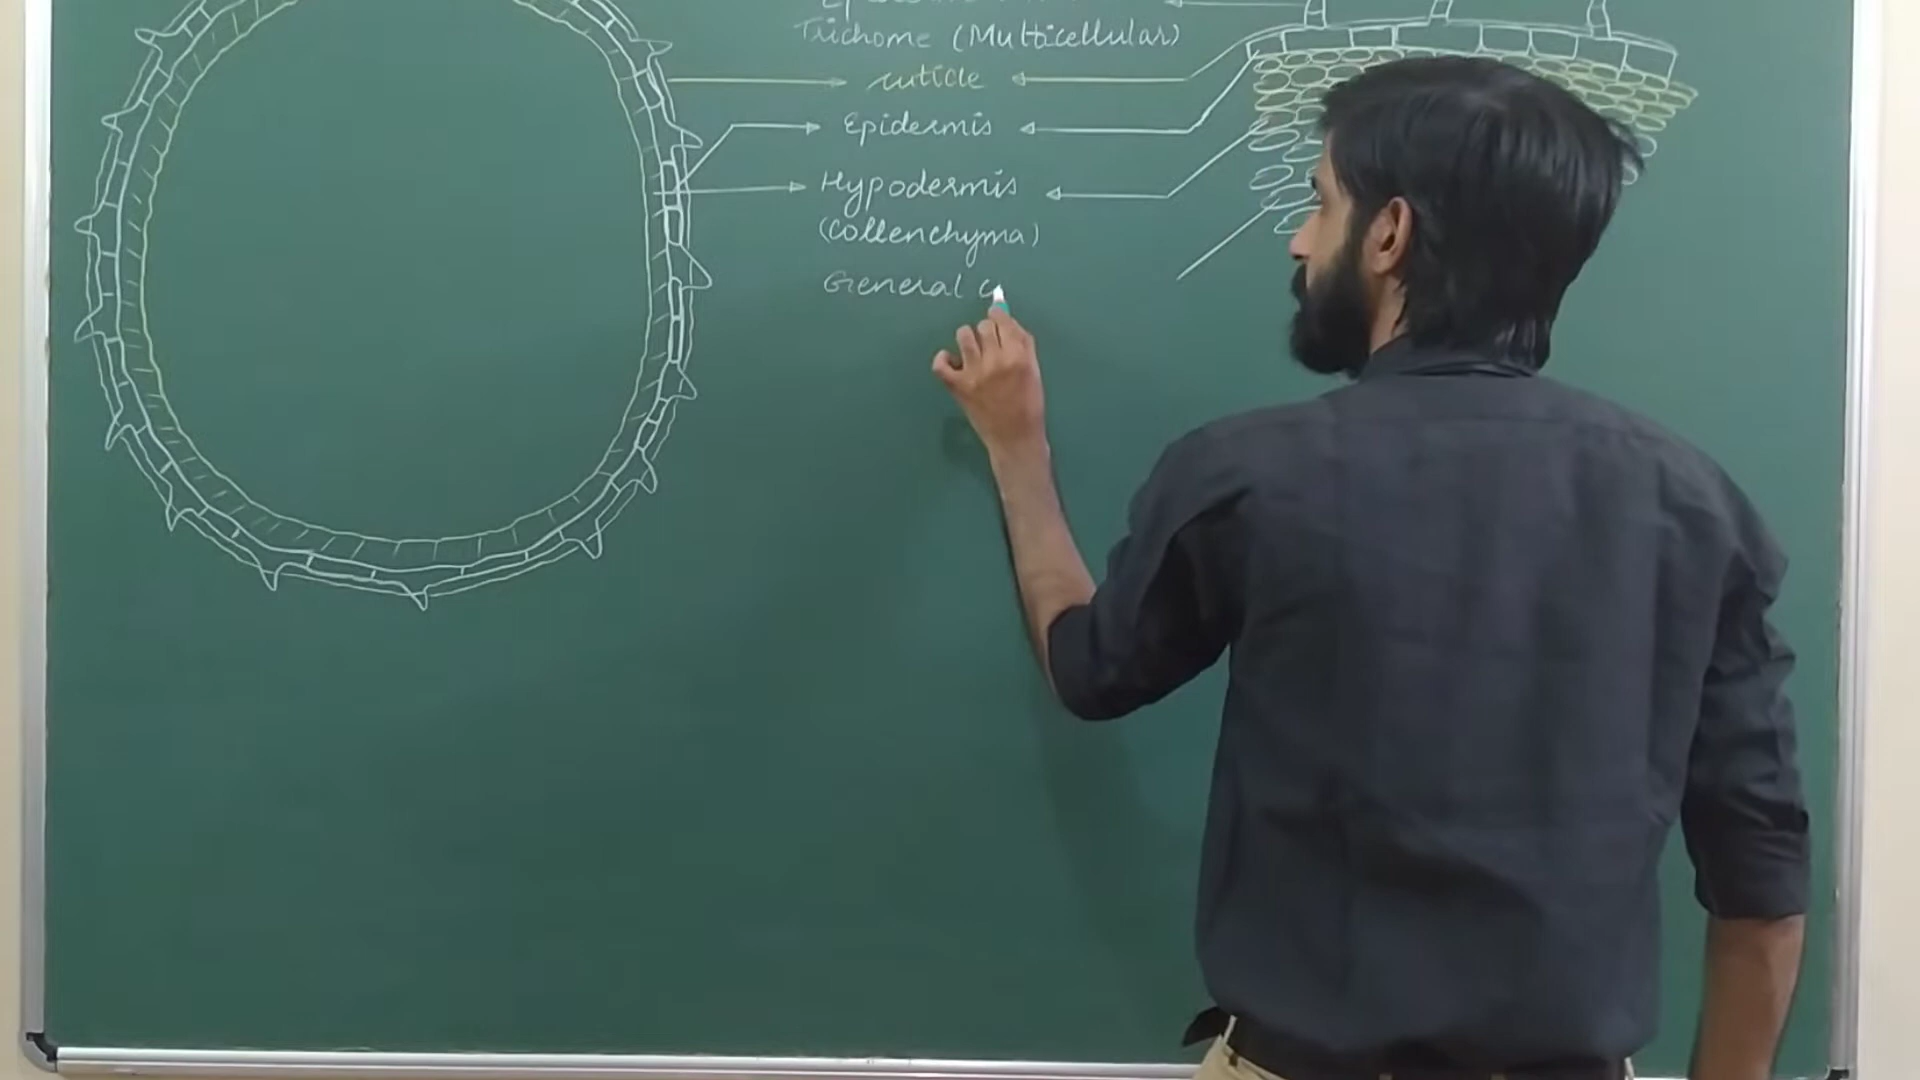 Trichome (Multicellular)
cuticle
Epidermis
Hypodermis
(collenchyma)
General c